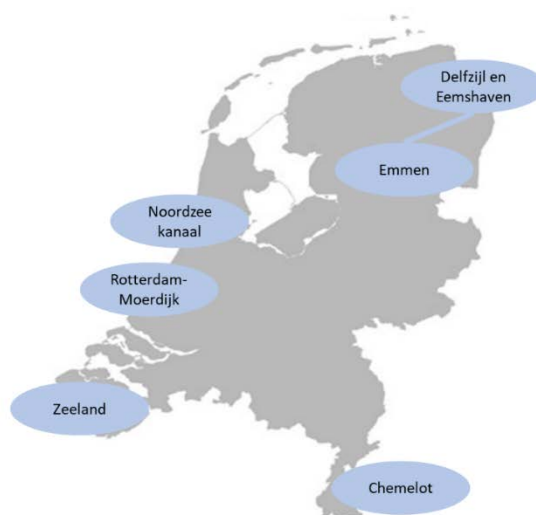 Delfzijl en
Eemshaven
Emmen
Noordzee
kanaal
Rotterdam-
Moerdijk
Zeeland
Chemelot